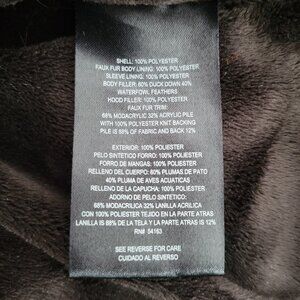 SHELL: 100% POLYESTER
FAUX FUR BODY LINING: 100% POLYESTER
SLEEVE LINING: 100% POLYESTER
BODY FILLER: 60% DUCK DOWN 40%
WATERFOWL FEATHERS
HOOD FILLER: 100% POLYESTER
FAUX FUR TRIM:
68% MODACRYLIC 32% ACRYLIC PILE
WITH 100% POLYESTER KNIT BACKING
PILE IS 88% OF FABRIC AND BACK 12%
EXTERIOR: 100% POLIESTER
PELO SINTETICO FORRO: 100% POLIESTER
FORRO DE MANGAS: 100% POLIESTER
RELLENO DEL CUERPO: 60% PLUMAS DE PATO
40% PLUMA DE AVES ACUATICAS
RELLENO DE LA CAPUCHA: 100% POLIESTER
ADORNO DE PELO SINTETICO:
68% MODACRILICA 32% LANILLA ACRILICA
CON 100% POLIESTER TEJIDO EN LA PARTE ATRAS
LANILLA IS 88% DE LA TELA Y LA PARTE ATRAS IS 12%
RN# 54163
SEE REVERSE FOR CARE
CUIDADO AL REVERSO